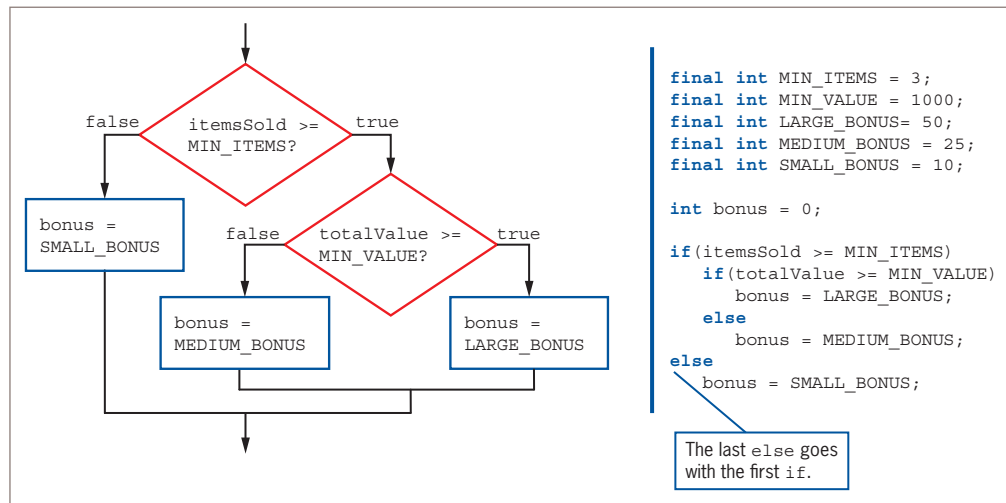 false
itemsSold >=
MIN_ITEMS?
true
bonus =
SMALL_BONUS
false
totalValue >=
MIN_VALUE?
true
bonus =
MEDIUM_BONUS
bonus =
LARGE_BONUS
final int MIN_ITEMS = 3;
final int MIN_VALUE = 1000;
final int LARGE_BONUS= 50;
final int MEDIUM_BONUS = 25;
final int SMALL_BONUS = 10;
int bonus = 0;
if(itemsSold >= MIN_ITEMS)
if(totalValue >= MIN_VALUE)
bonus = LARGE_BONUS;
else
bonus = MEDIUM_BONUS;
else
bonus = SMALL_BONUS;
The last else goes
with the first if.